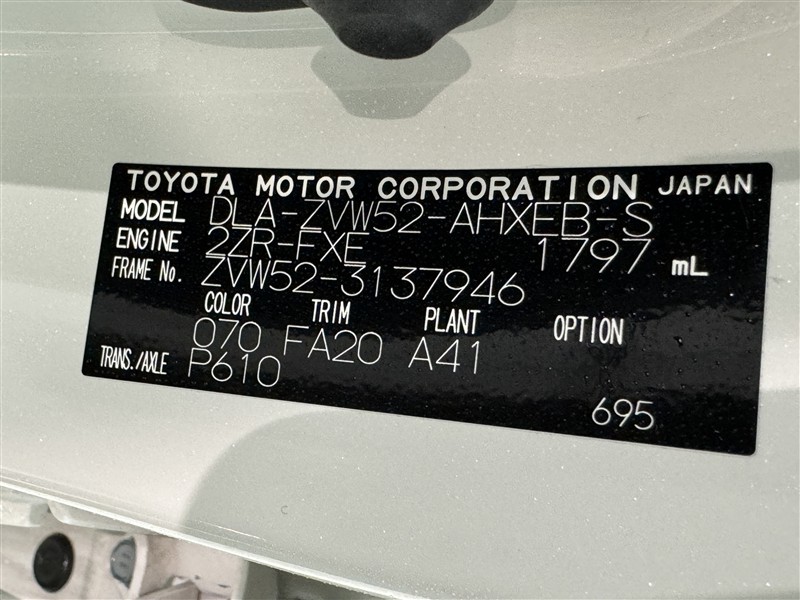 TOYOTA MOTOR CORPORATION JAPAN
MODEL DLA-ZVW52-AHXEB-S
ENGINE 2ZR-FXE 1797 mL
FRAME No. ZVW52-3137946
COLOR TRIM PLANT OPTION
070 FA20 A41
TRANS./AXLE P610
695